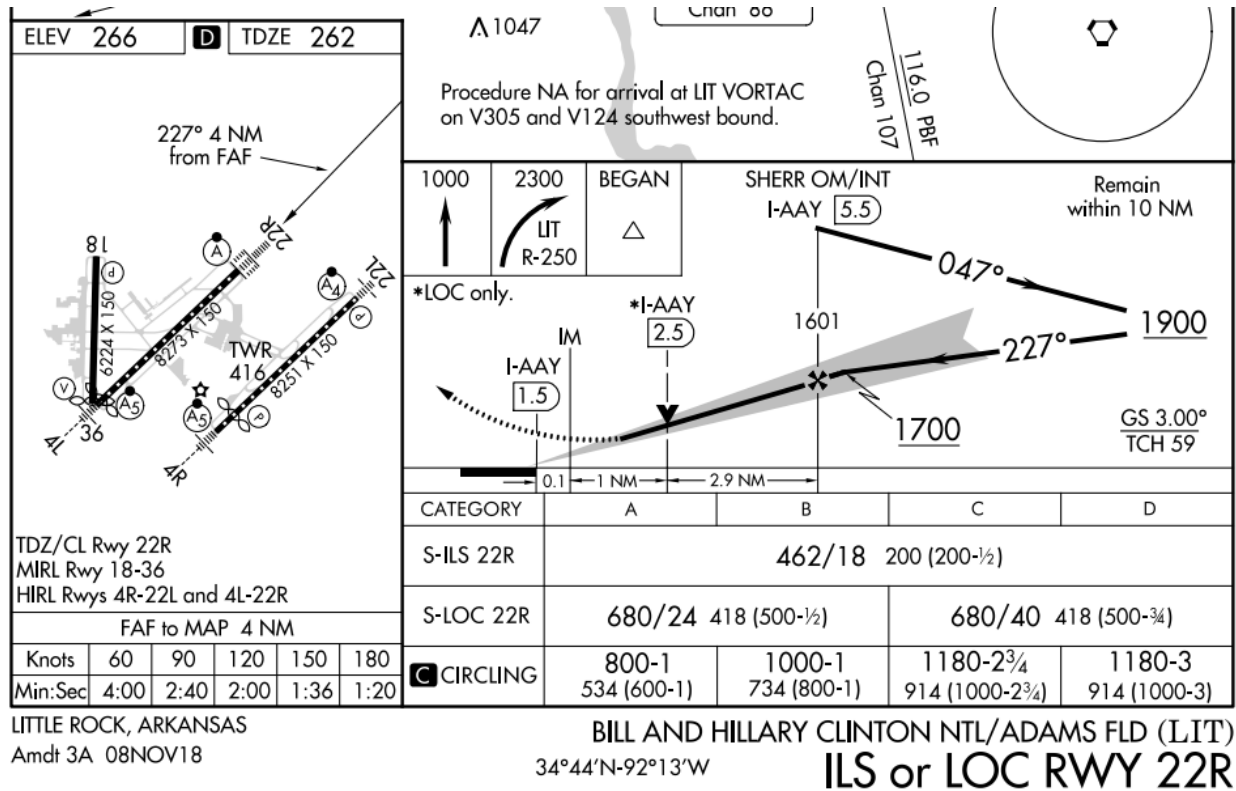 ELEV 266 D TDZE 262
227° 4 NM
from FAF
18
P
A
22R
A4
22L
P
6224 X 150
8273 X 150
TWR
416
8251 X 150
V
A5
A5
P
4L
36
4R
TDZ/CL Rwy 22R
MIRL Rwy 18-36
HIRL Rwys 4R-22L and 4L-22R
FAF to MAP 4 NM
Knots 60 90 120 150 180
Min:Sec 4:00 2:40 2:00 1:36 1:20
1047
Procedure NA for arrival at LIT VORTAC
on V305 and V124 southwest bound.
116.0 PBF
Chan 107
1000
2300
LIT
R-250
BEGAN
SHERR OM/INT
I-AAY 5.5
Remain
within 10 NM
*LOC only.
*I-AAY
2.5
IM
I-AAY
1.5
1601
047°
227°
1900
1700
GS 3.00°
TCH 59
0.1 1 NM 2.9 NM
CATEGORY A B C D
S-ILS 22R 462/18 200 (200-½)
S-LOC 22R 680/24 418 (500-½) 680/40 418 (500-¾)
C CIRCLING 800-1 1000-1 1180-2¾ 1180-3
534 (600-1) 734 (800-1) 914 (1000-2¾) 914 (1000-3)
LITTLE ROCK, ARKANSAS
Amdt 3A 08NOV18
34°44'N-92°13'W
BILL AND HILLARY CLINTON NTL/ADAMS FLD (LIT)
ILS or LOC RWY 22R